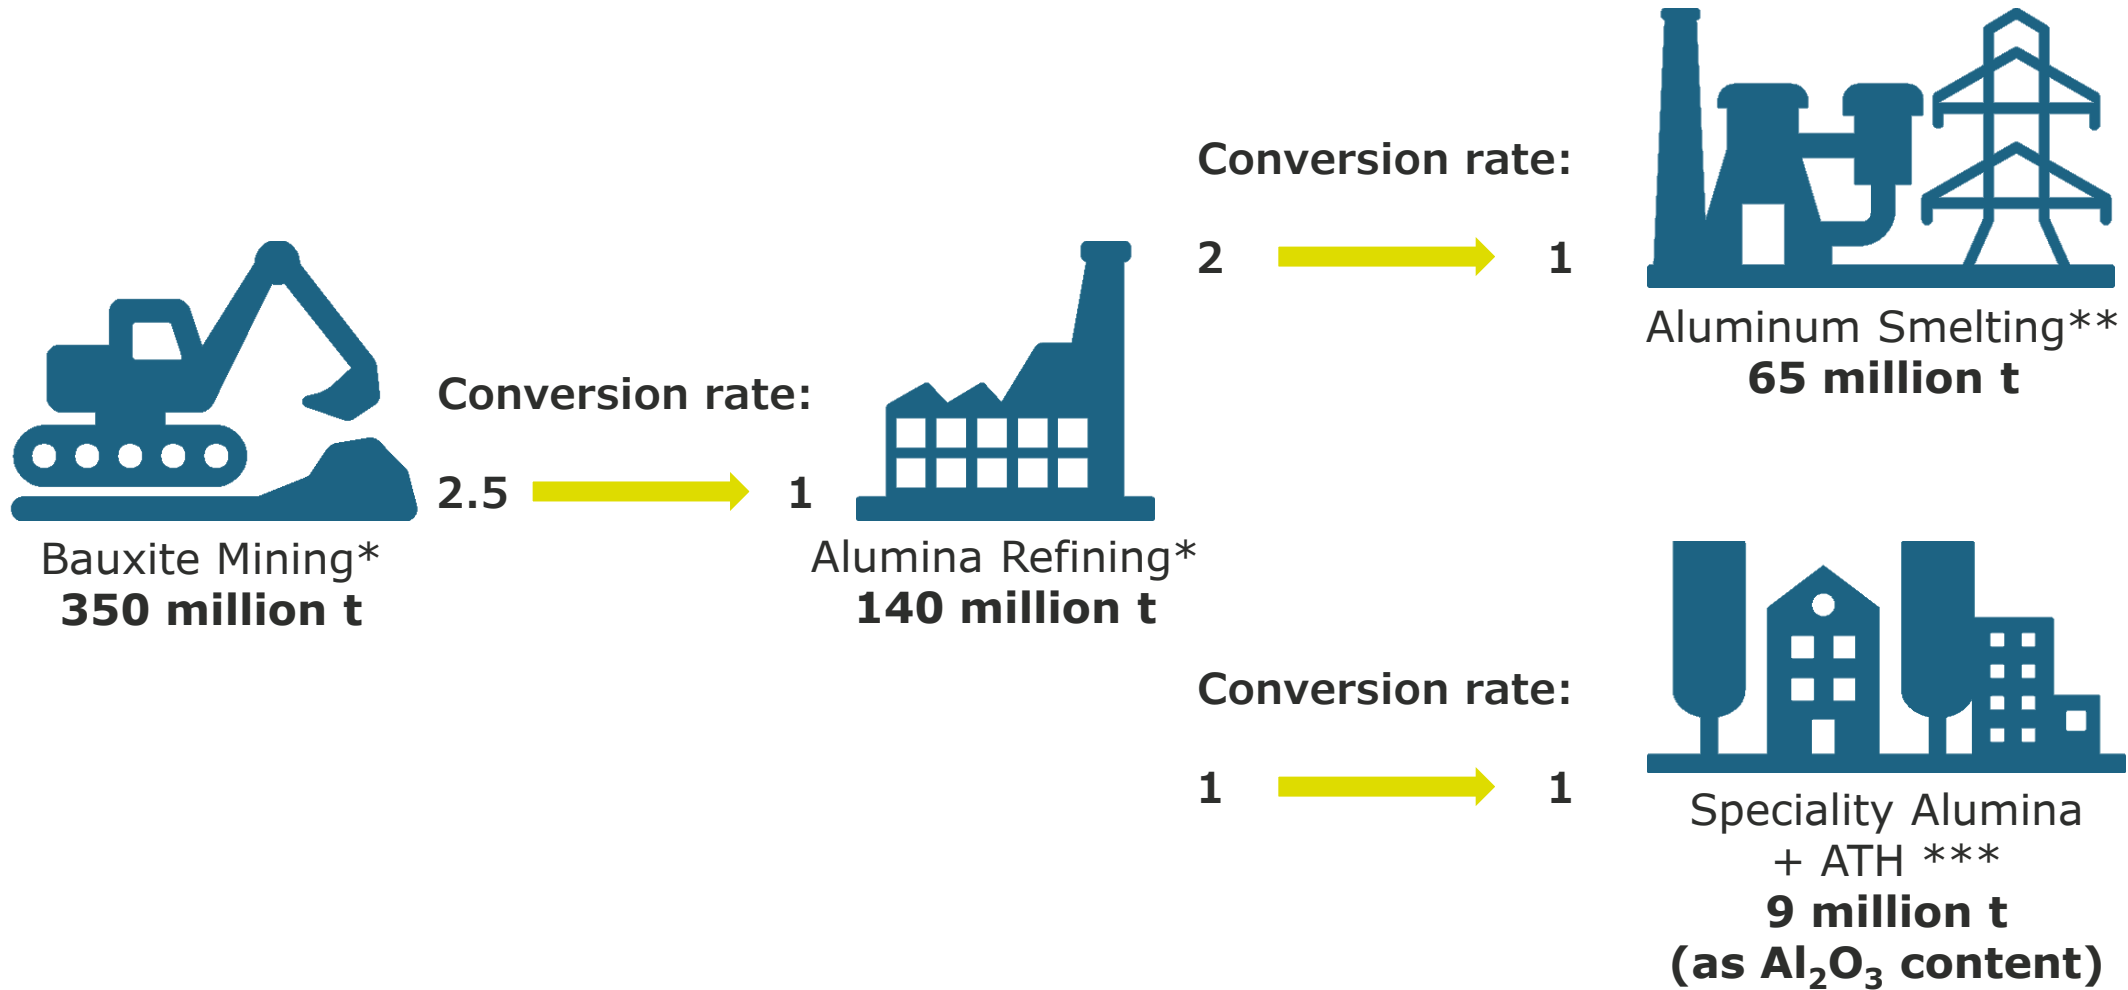 Bauxite Mining*
350 million t
Conversion rate:
2.5 1
Alumina Refining*
140 million t
Conversion rate:
2 1
Aluminum Smelting**
65 million t
Conversion rate:
1 1
Speciality Alumina
+ ATH ***
9 million t
(as Al₂O₃ content)